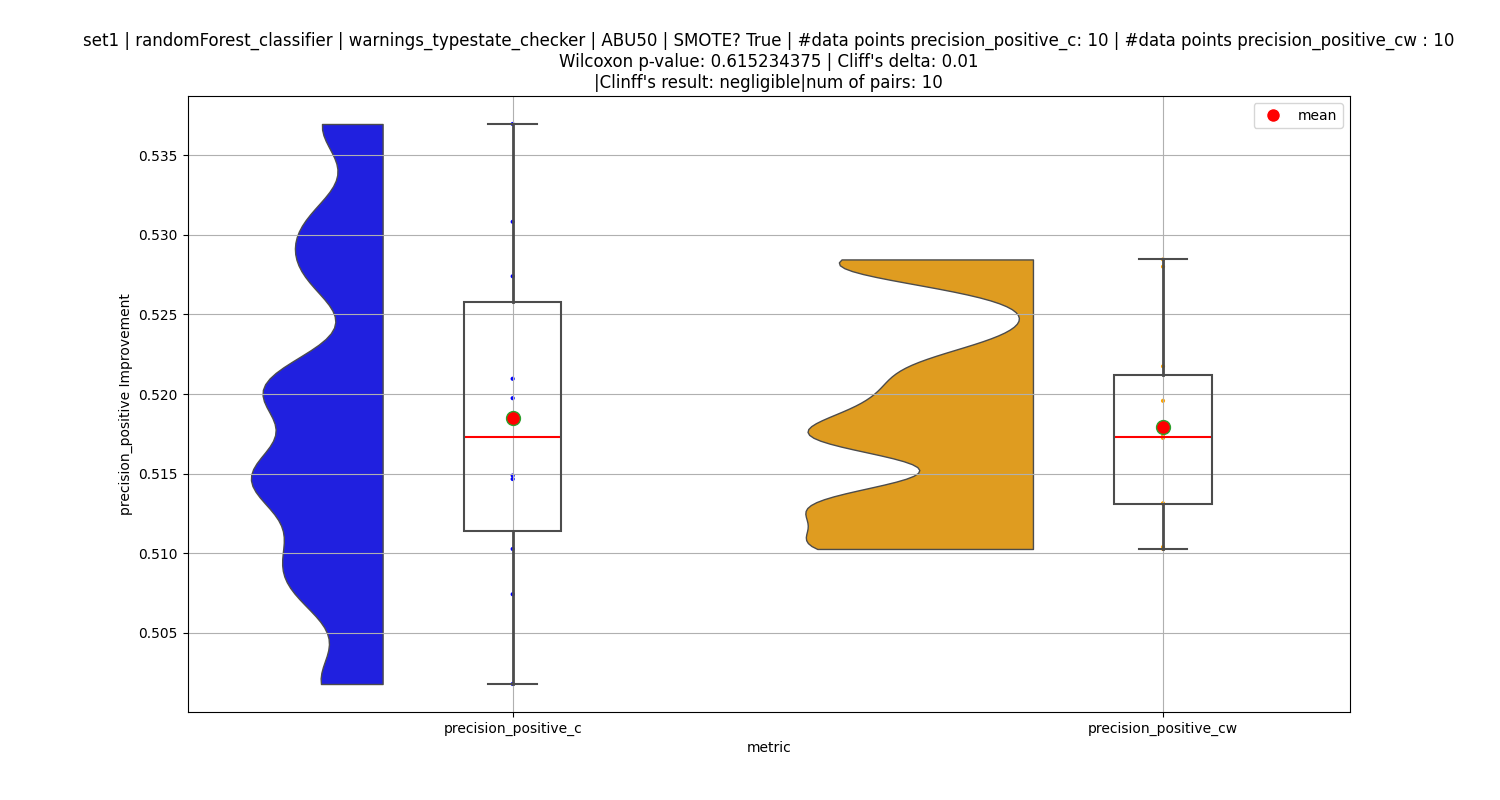 set1 | randomForest_classifier | warnings_typestate_checker | ABU50 | SMOTE? True | #data points precision_positive_c: 10 | #data points precision_positive_cw : 10
Wilcoxon p-value: 0.615234375 | Cliff's delta: 0.01
|Clinff's result: negligible|num of pairs: 10
mean
0.535
0.530
0.525
0.520
0.515
0.510
0.505
precision_positive Improvement
precision_positive_c
precision_positive_cw
metric